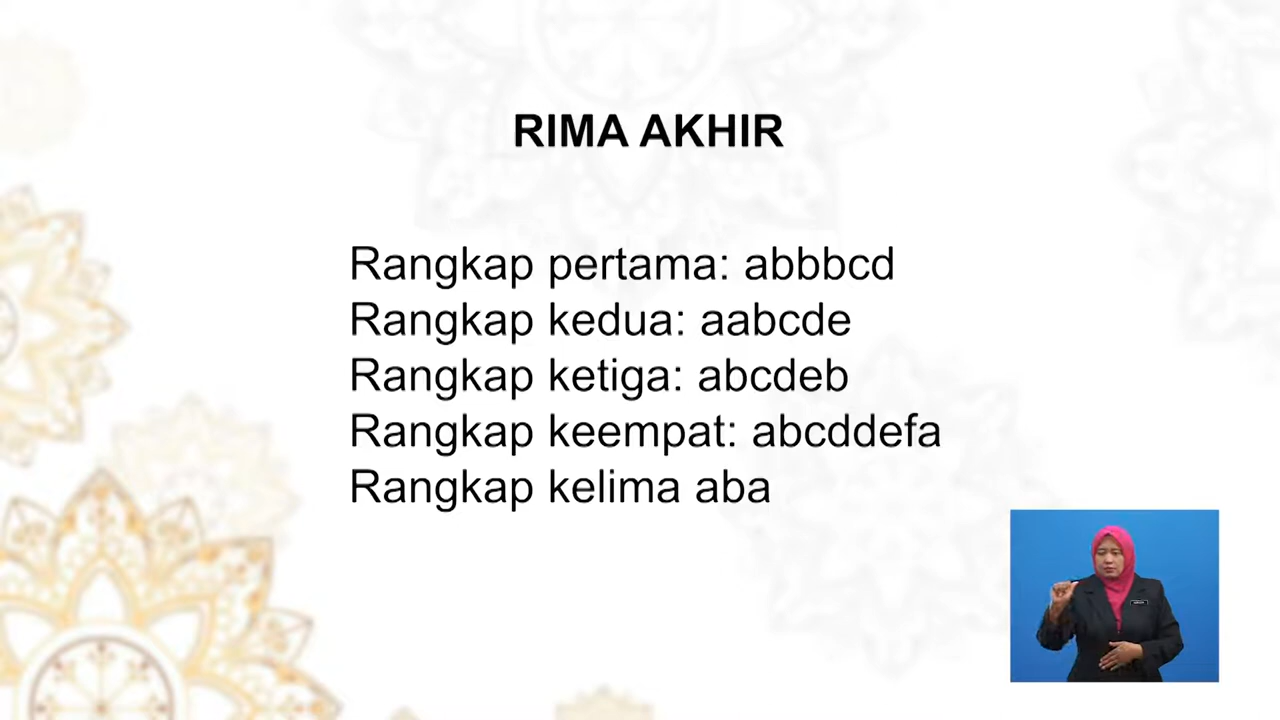 RIMA AKHIR
Rangkap pertama: abbbcd
Rangkap kedua: aabcde
Rangkap ketiga: abcdeb
Rangkap keempat: abcddefa
Rangkap kelima aba